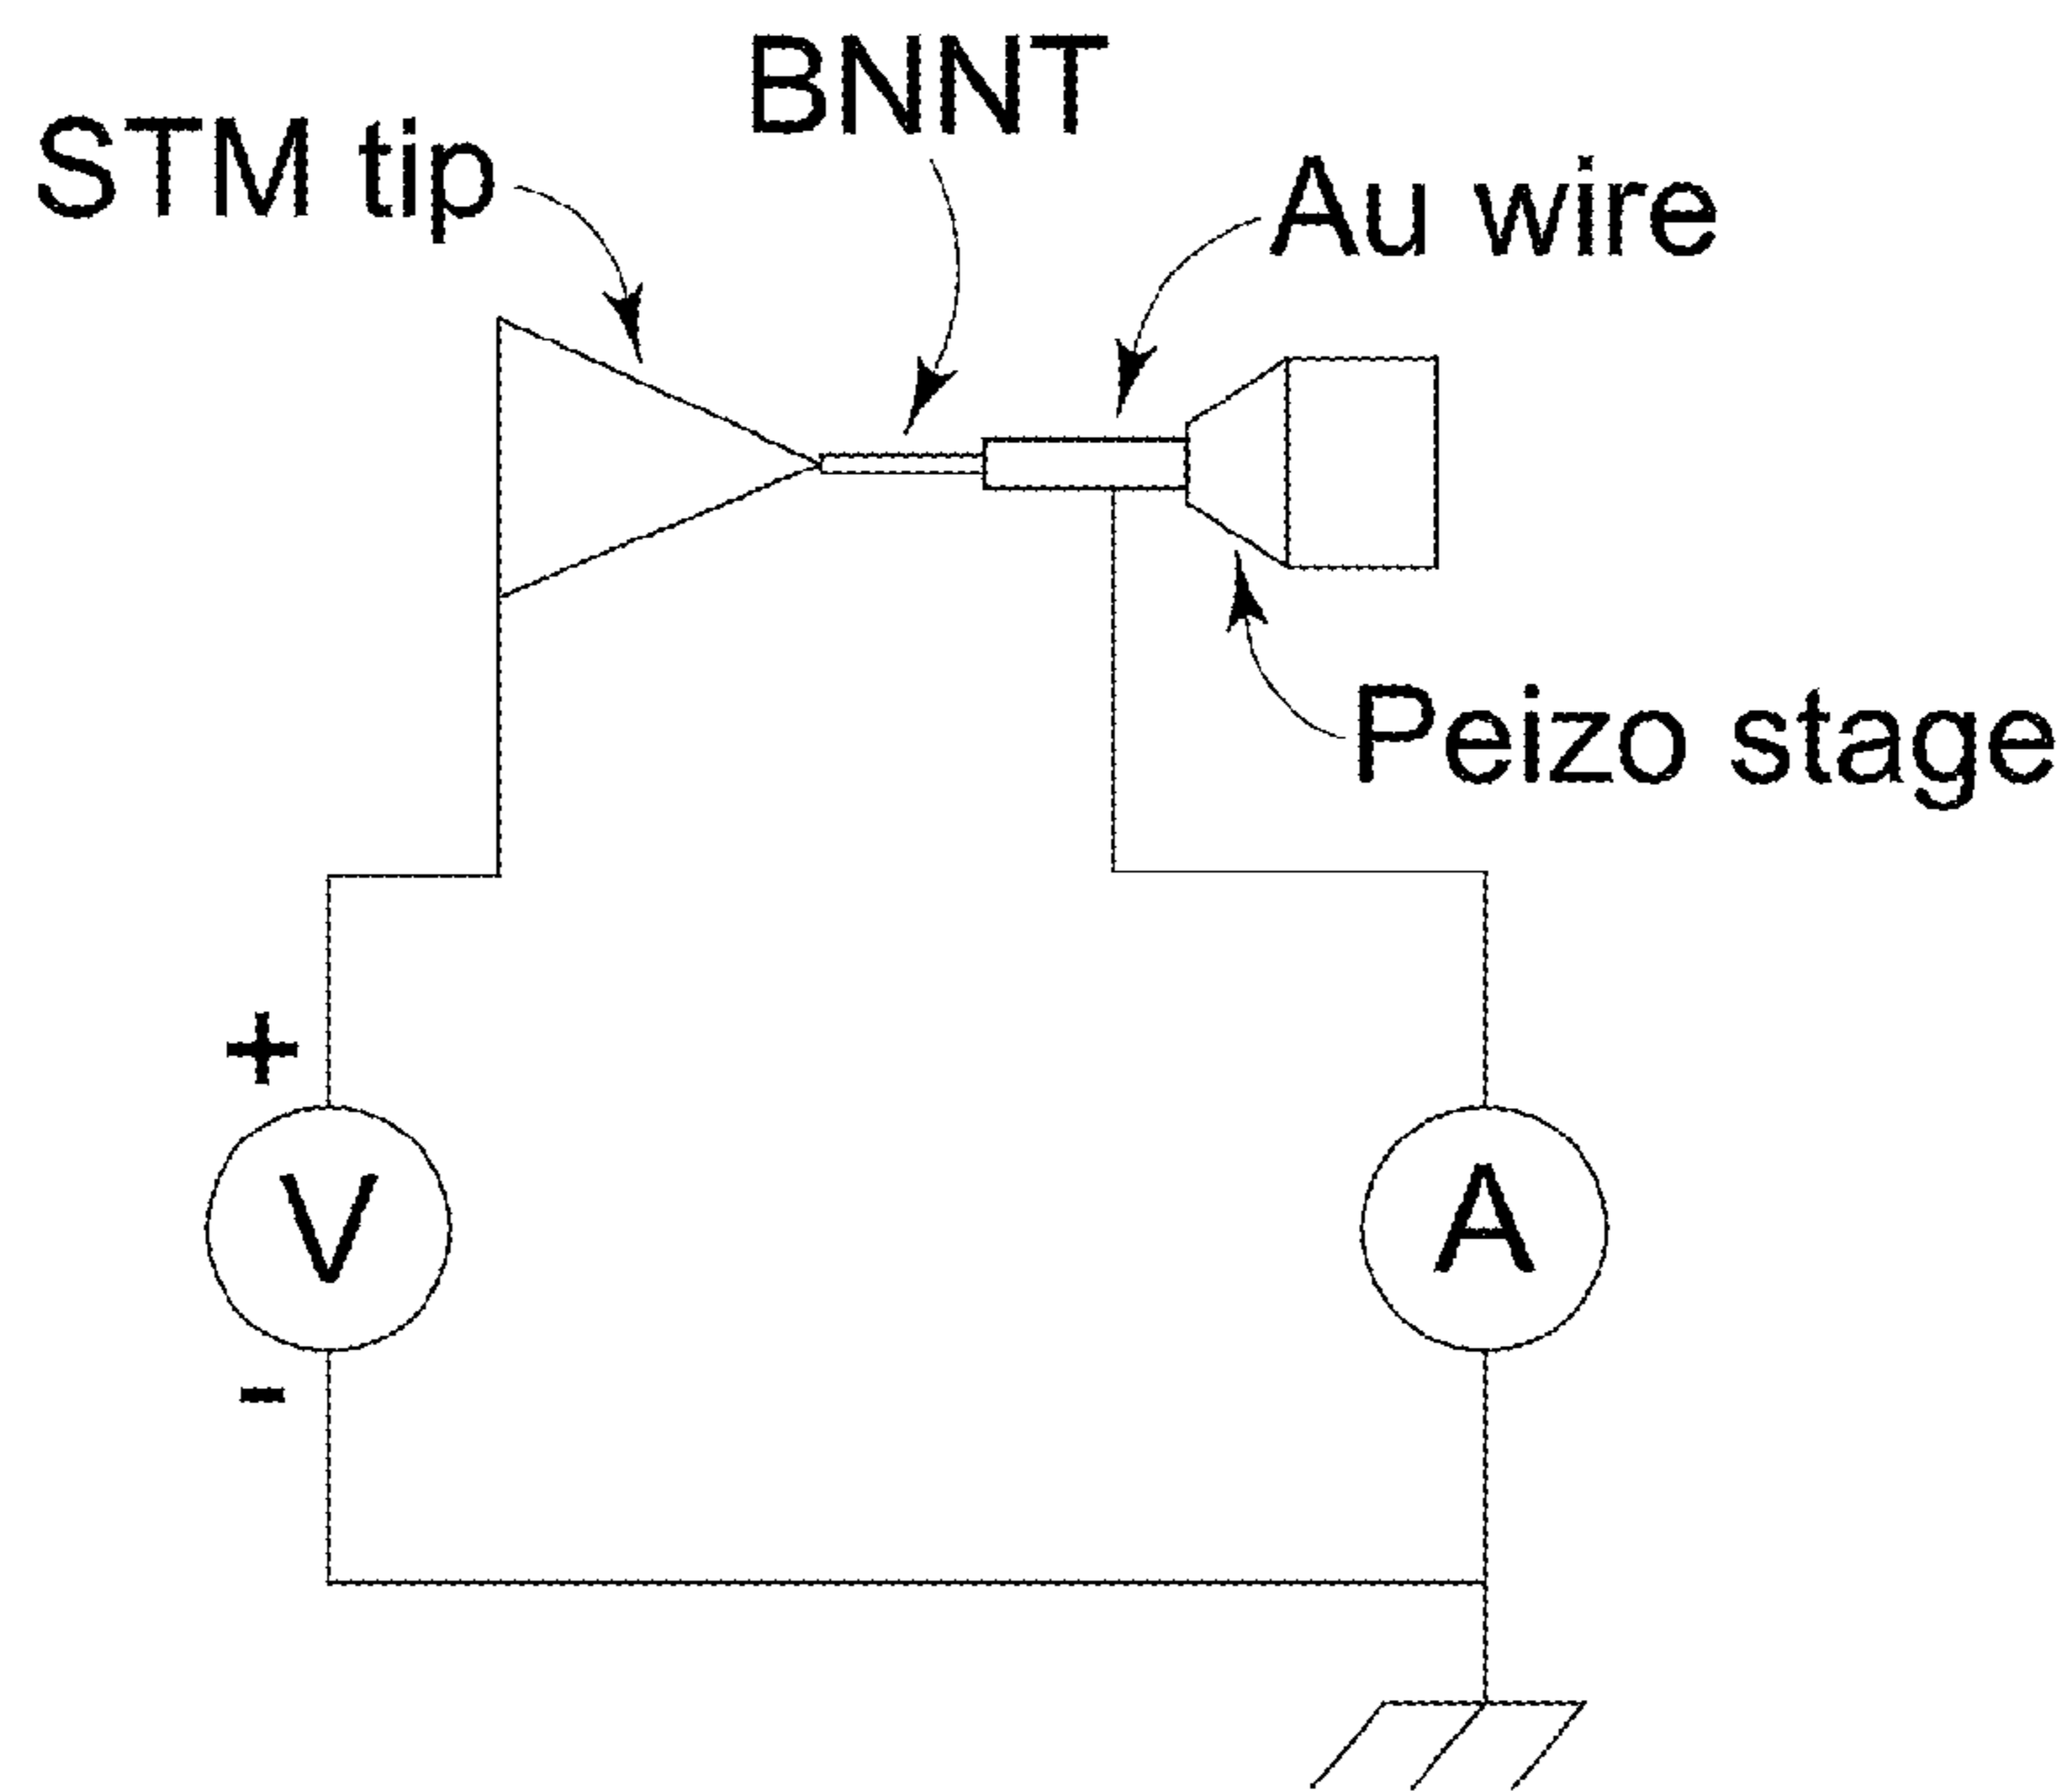 BNNT
STM tip
Au wire
Peizo stage
+
V
A
-